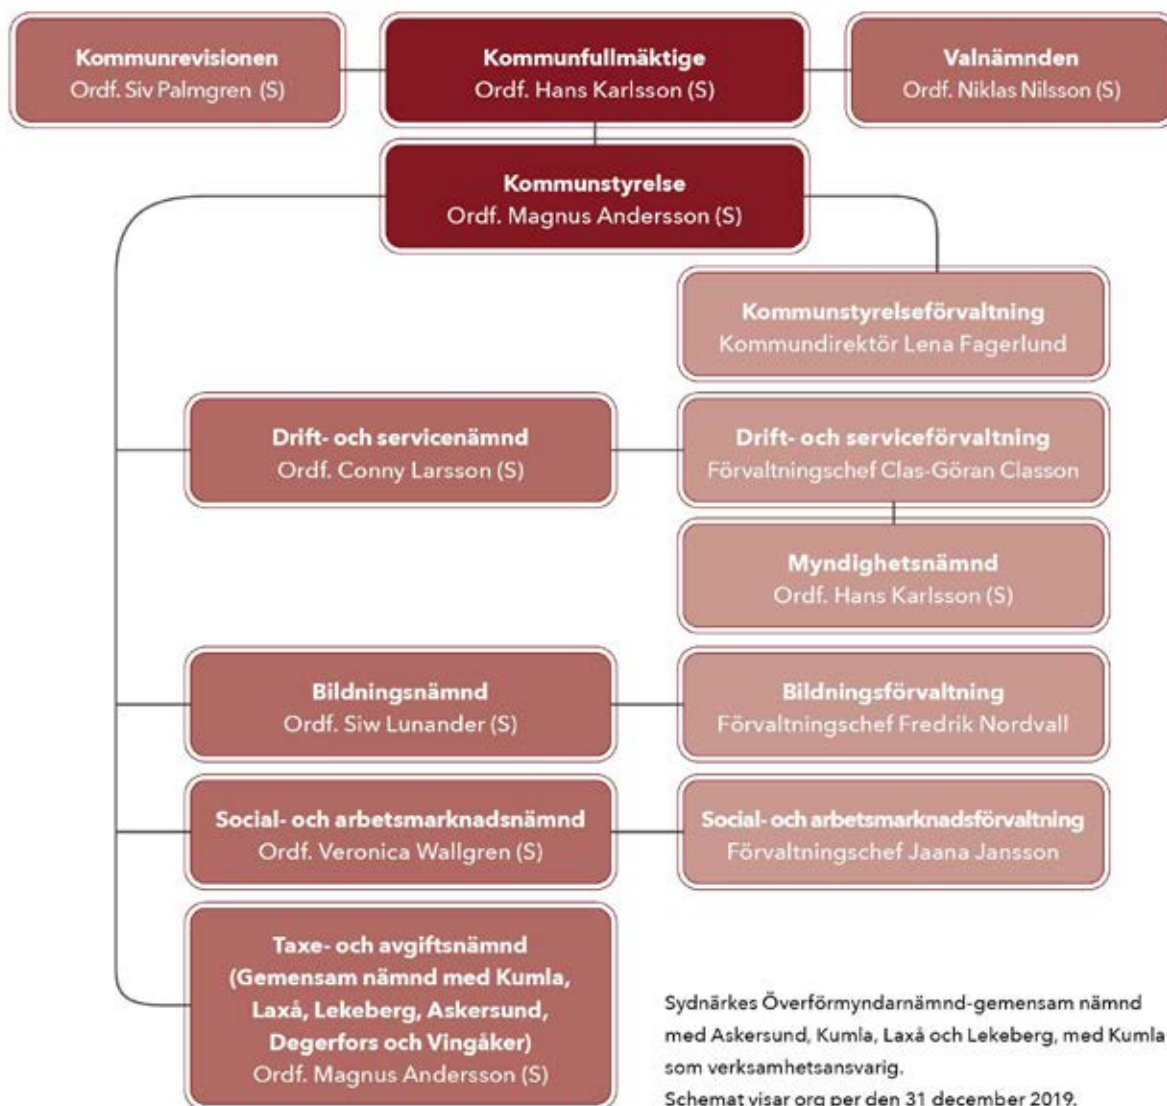 Kommunrevisionen
Ordf. Siv Palmgren (S)
Kommunfullmäktige
Ordf. Hans Karlsson (S)
Valnämnden
Ordf. Niklas Nilsson (S)
Kommunstyrelse
Ordf. Magnus Andersson (S)
Kommunstyrelseförvaltning
Kommundirektör Lena Fagerlund
Drift- och servicenämnd
Ordf. Conny Larsson (S)
Drift- och serviceförvaltning
Förvaltningschef Clas-Göran Classon
Myndighetsnämnd
Ordf. Hans Karlsson (S)
Bildningsnämnd
Ordf. Siw Lunander (S)
Bildningsförvaltning
Förvaltningschef Fredrik Nordvall
Social- och arbetsmarknadsnämnd
Ordf. Veronica Wallgren (S)
Social- och arbetsmarknadsförvaltning
Förvaltningschef Jaana Jansson
Taxe- och avgiftsnämnd
(Gemensam nämnd med Kumla,
Laxå, Lekeberg, Askersund,
Degerfors och Vingåker)
Ordf. Magnus Andersson (S)
Sydnärkes Överförmyndarnämnd-gemensam nämnd
med Askersund, Kumla, Laxå och Lekeberg, med Kumla
som verksamhetsansvarig.
Schemat visar org per den 31 december 2019.